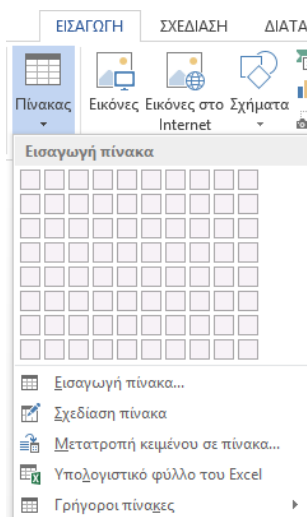 ΕΙΣΑΓΩΓΗ ΣΧΕΔΙΑΣΗ ΔΙΑΤΑ
Πίνακας Εικόνες Εικόνες στο Σχήματα
Internet
Εισαγωγή πίνακα
Εισαγωγή πίνακα...
Σχεδίαση πίνακα
Μετατροπή κειμένου σε πίνακα...
Υπολογιστικό φύλλο του Excel
Γρήγοροι πίνακες